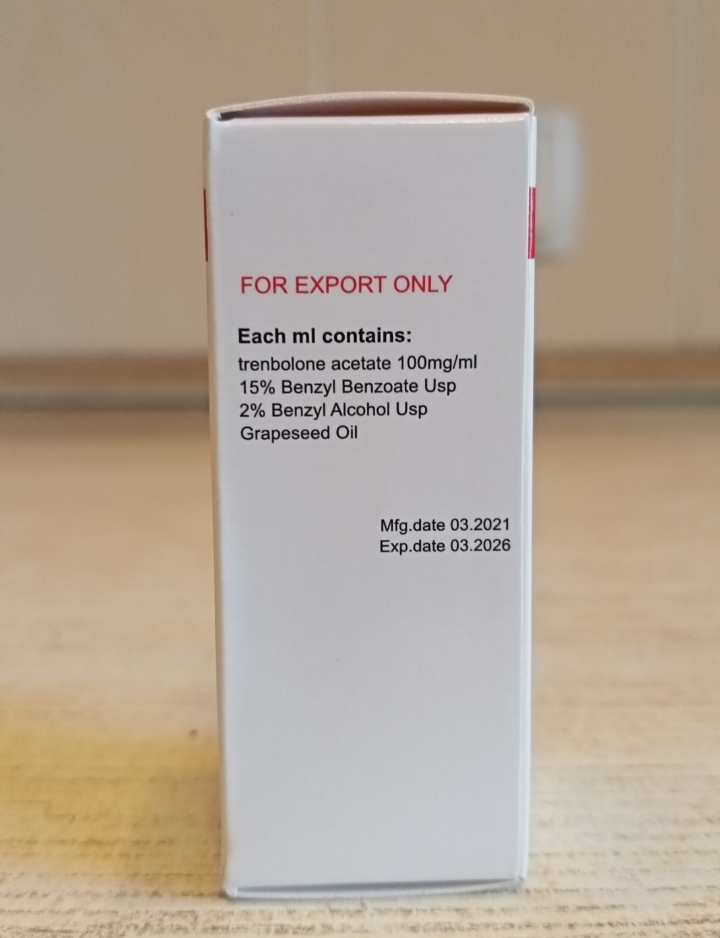 FOR EXPORT ONLY
Each ml contains:
trenbolone acetate 100mg/ml
15% Benzyl Benzoate Usp
2% Benzyl Alcohol Usp
Grapeseed Oil
Mfg.date 03.2021
Exp.date 03.2026